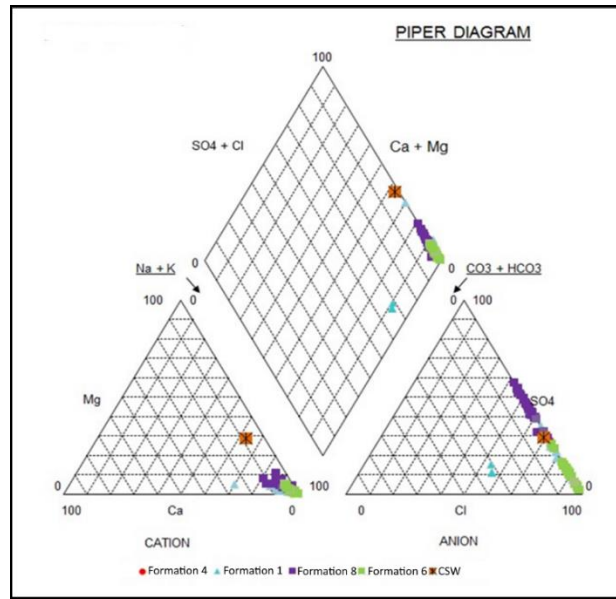 PIPER DIAGRAM
100
SO4 + Cl
Ca + Mg
0
0
Na + K
CO3 + HCO3
100
0
0
100
Mg
SO4
100
0
0
100
Ca
0
0
Cl
100
CATION
ANION
Formation 4
Formation 1
Formation 8
Formation 6
CSW